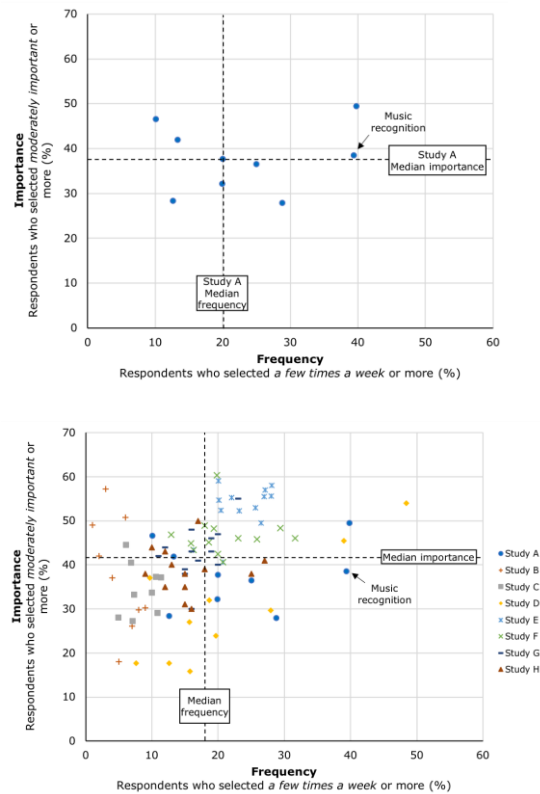 70
60
50
40
30
20
10
0
Importance
Respondents who selected moderately important or
more (%)
Music
recognition
Study A
Median importance
Study A
Median
frequency
0 10 20 30 40 50 60
Frequency
Respondents who selected a few times a week or more (%)
70
60
50
40
30
20
10
0
Importance
Respondents who selected moderately important or
more (%)
Median importance
Music
recognition
Median
frequency
Study A
Study B
Study C
Study D
Study E
Study F
Study G
Study H
0 10 20 30 40 50 60
Frequency
Respondents who selected a few times a week or more (%)